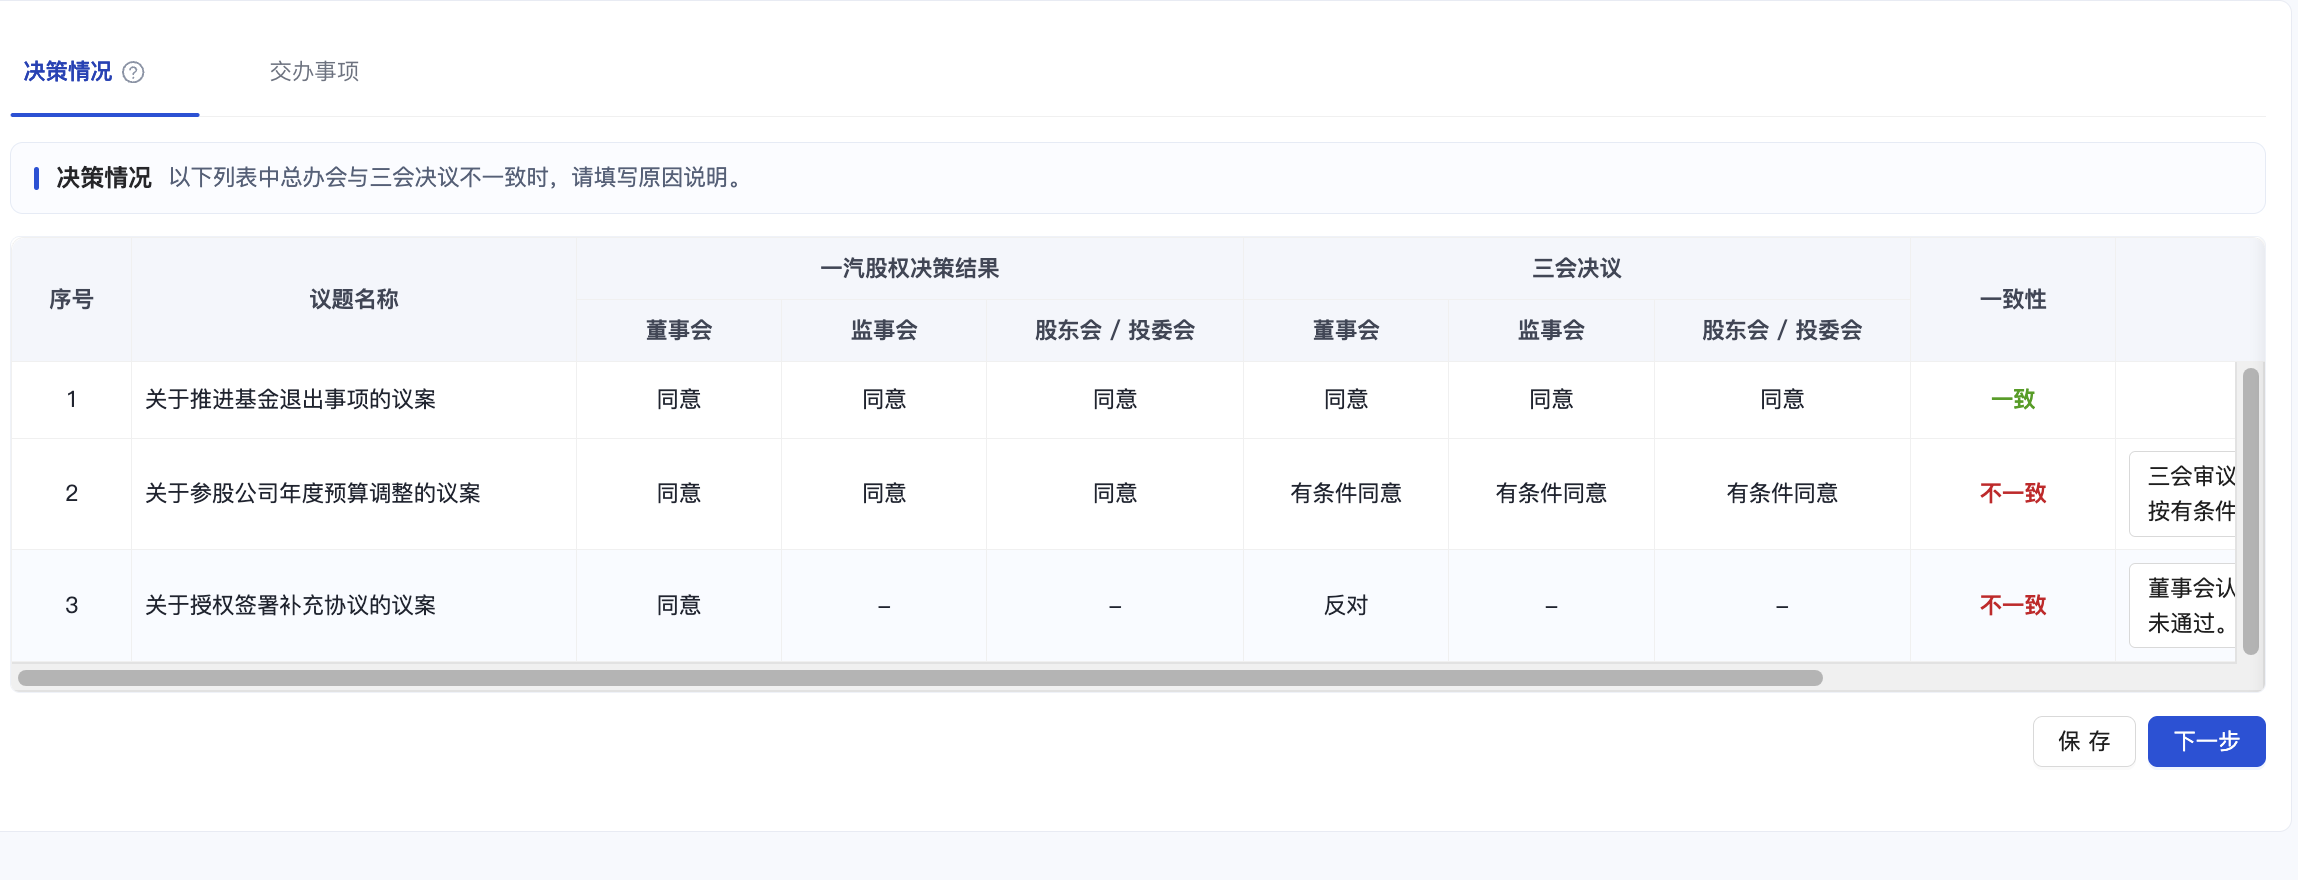 决策情况 ?
交办事项
决策情况 以下列表中总办会与三会决议不一致时，请填写原因说明。
序号 议题名称 一汽股权决策结果 三会决议 一致性
董事会 监事会 股东会 / 投委会 董事会 监事会 股东会 / 投委会
1 关于推进基金退出事项的议案 同意 同意 同意 同意 同意 同意 一致
2 关于参股公司年度预算调整的议案 同意 同意 同意 有条件同意 有条件同意 有条件同意 不一致 三会审议
按有条件
3 关于授权签署补充协议的议案 同意 – – 反对 – – 不一致 董事会认
未通过。
保 存 下一步